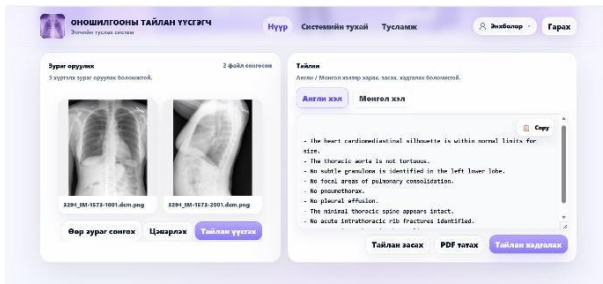 ОНОШИЛГООНЫ ТАЙЛАН ҮҮСГЭГЧ
Эмчийн туслах систем
Нүүр Системийн тухай Тусламж
Энхболор
Гарах
Зураг оруулах
2 файл сонгосон
3 хүртэлх зураг оруулах боломжтой.
3294_IM-1573-1001.dcm.png
3294_IM-1573-2001.dcm.png
Өөр зураг сонгох Цэвэрлэх Тайлан үүсгэх
Тайлан
Англи / Монгол хэлээр харах, засах, хадгалах боломжтой.
Англи хэл Монгол хэл
Copy
- The heart cardiomediastinal silhouette is within normal limits for
size.
- The thoracic aorta is not tortuous.
- No subtle granuloma is identified in the left lower lobe.
- No focal areas of pulmonary consolidation.
- No pneumothorax.
- No pleural effusion.
- The minimal thoracic spine appears intact.
- No acute intrathoracic rib fractures identified.
Тайлан засах PDF татах Тайлан хадгалах